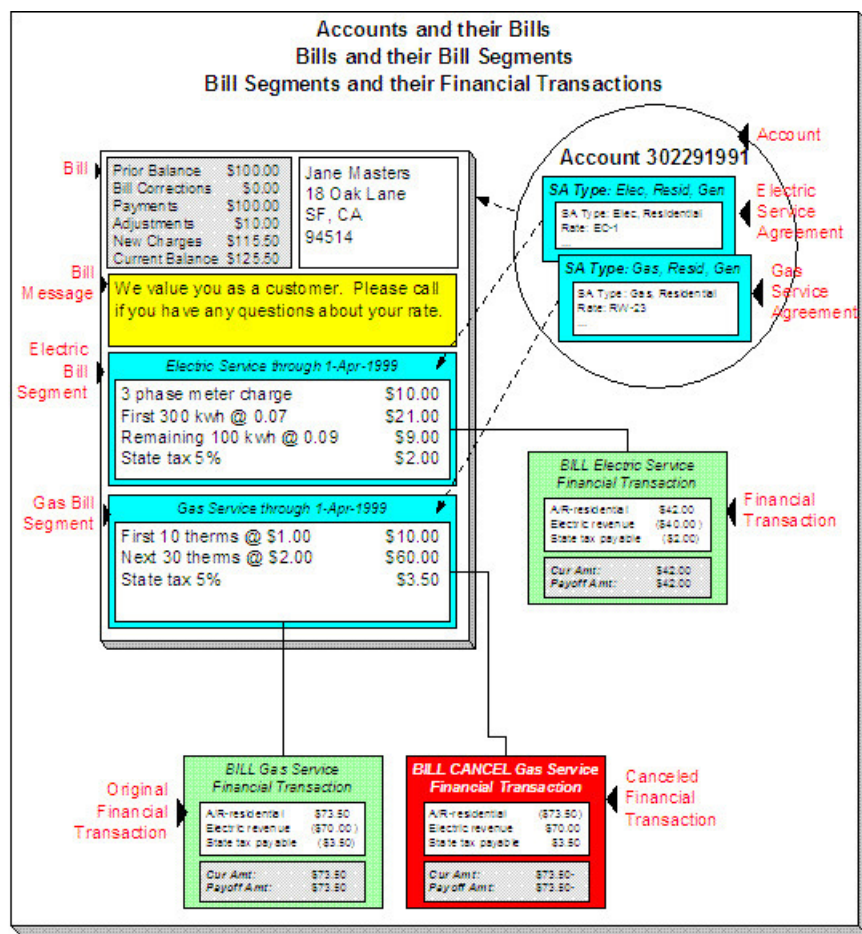 Accounts and their Bills
Bills and their Bill Segments
Bill Segments and their Financial Transactions
Account
Account 302291991
SA Type: Elec, Resid, Gen
SA Type: Elec, Residential
Rate: EC-1
...
Electric
Service
Agreement
SA Type: Gas, Resid, Gen
SA Type: Gas, Residential
Rate: RW-23
...
Gas
Service
Agreement
Bill
Prior Balance $100.00
Bill Corrections $0.00
Payments $100.00
Adjustments $10.00
New Charges $115.50
Current Balance $125.50
Jane Masters
18 Oak Lane
SF, CA
94514
Bill
Message
We value you as a customer. Please call
if you have any questions about your rate.
Electric
Bill
Segment
Electric Service through 1-Apr-1999
3 phase meter charge $10.00
First 300 kwh @ 0.07 $21.00
Remaining 100 kwh @ 0.09 $9.00
State tax 5% $2.00
Gas Bill
Segment
Gas Service through 1-Apr-1999
First 10 therms @ $1.00 $10.00
Next 30 therms @ $2.00 $60.00
State tax 5% $3.50
BILL Electric Service
Financial Transaction
A/R-residential $42.00
Electric revenue ($40.00)
State tax payable ($2.00)
Cur Amt: $42.00
Payoff Amt: $42.00
Financial
Transaction
Original
Financial
Transaction
BILL Gas Service
Financial Transaction
A/R-residential $73.50
Electric revenue ($70.00)
State tax payable ($3.50)
Cur Amt: $73.50
Payoff Amt: $73.50
BILL CANCEL Gas Service
Financial Transaction
A/R-residential ($73.50)
Electric revenue $70.00
State tax payable $3.50
Cur Amt: $73.50-
Payoff Amt: $73.50-
Canceled
Financial
Transaction